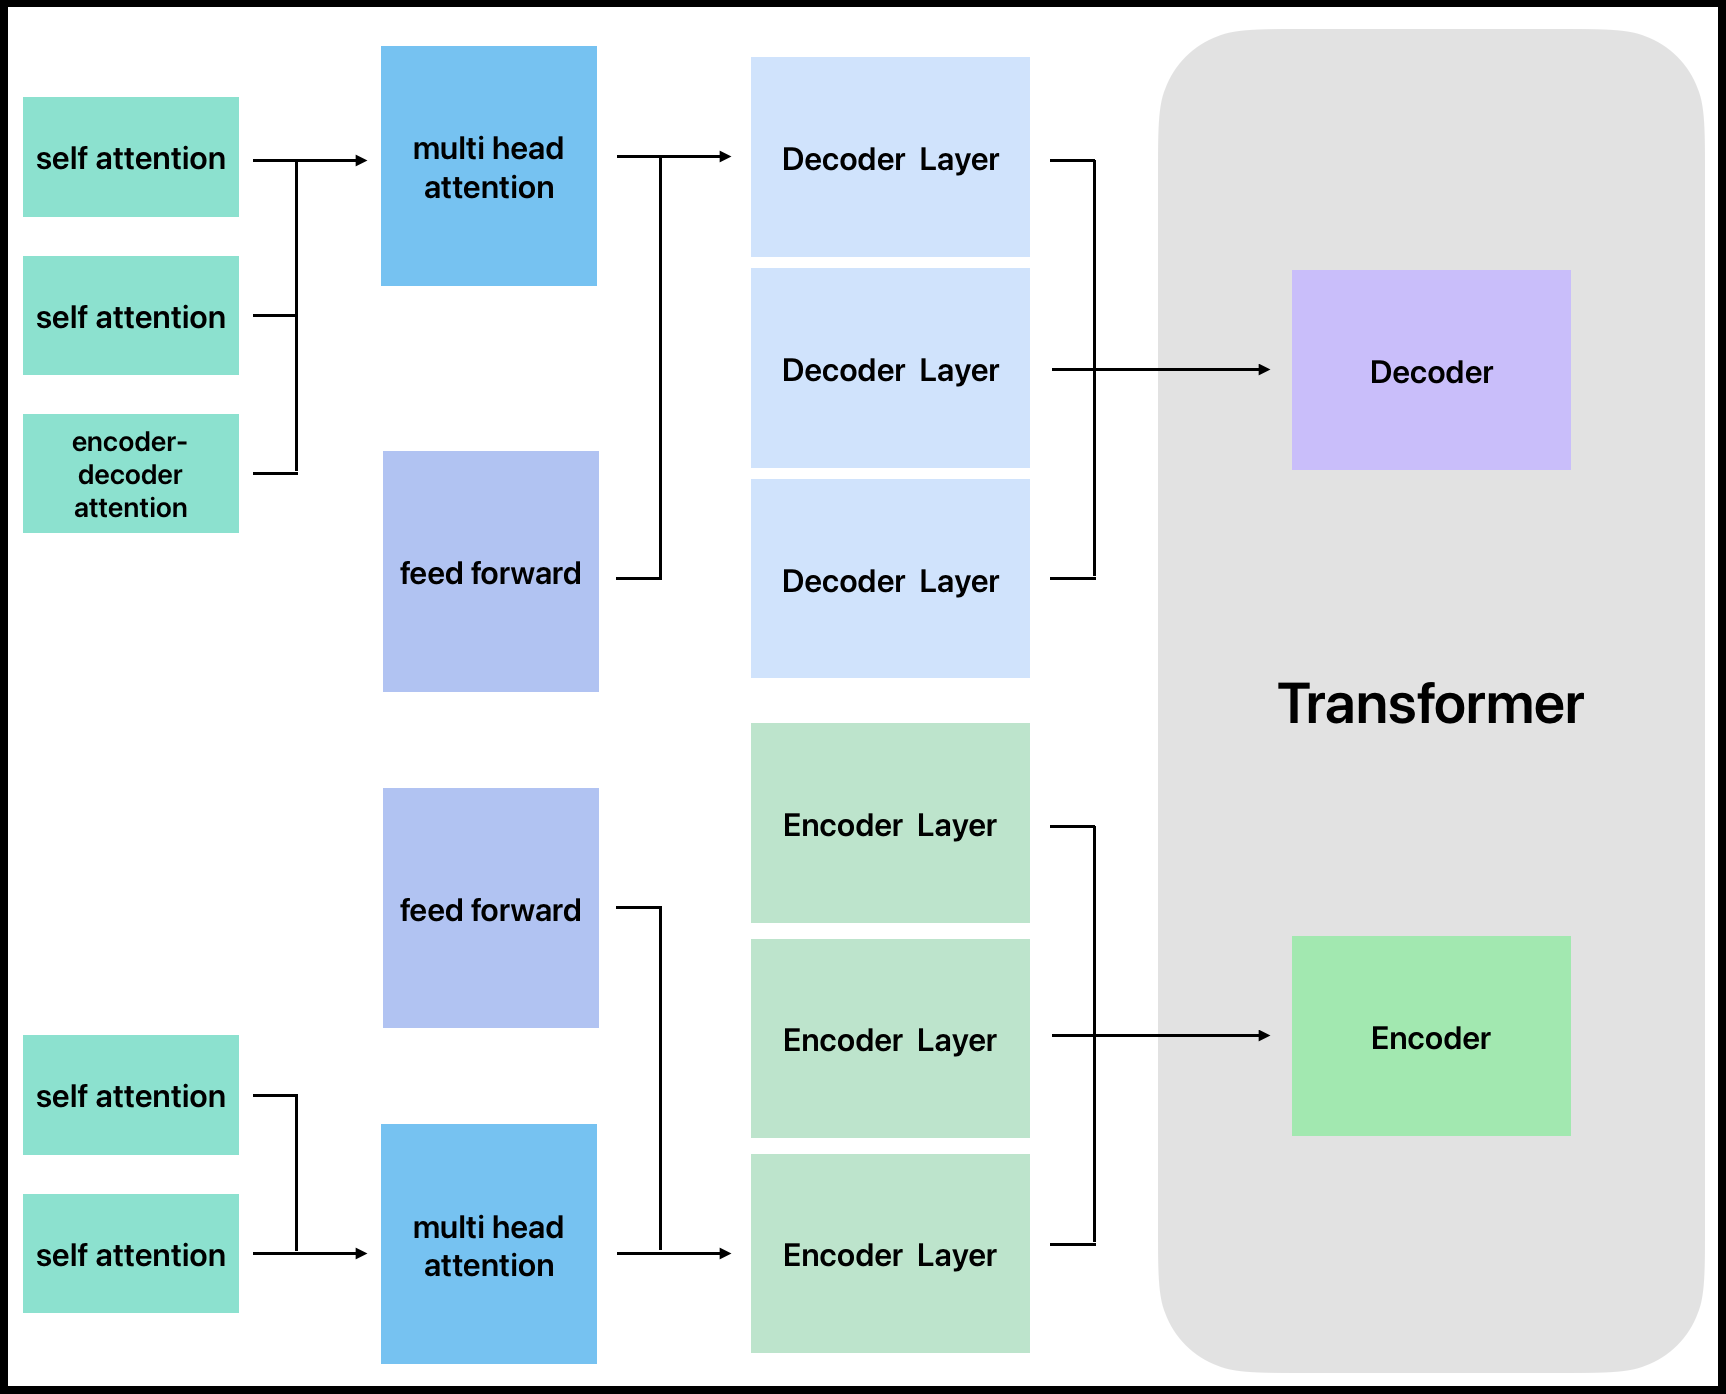 self attention
self attention
encoder-
decoder
attention
multi head
attention
feed forward
Decoder Layer
Decoder Layer
Decoder Layer
Decoder
Transformer
feed forward
self attention
self attention
multi head
attention
Encoder Layer
Encoder Layer
Encoder Layer
Encoder